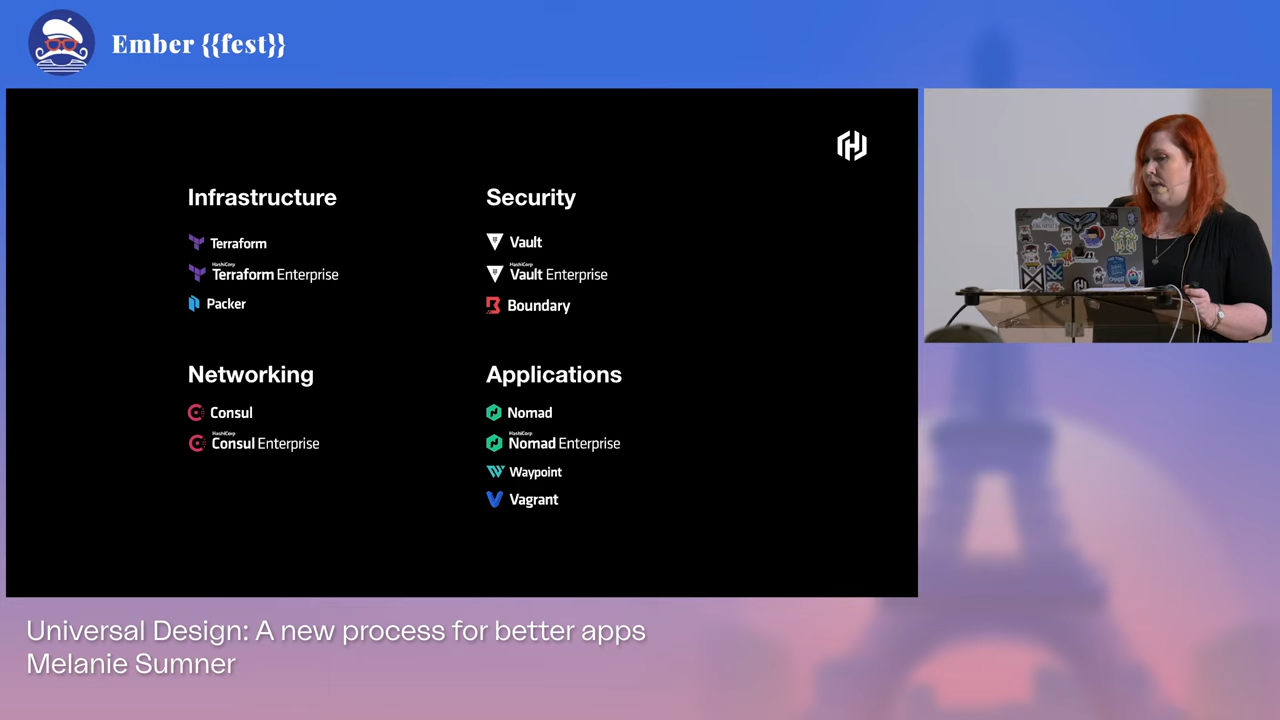 Ember {{fest}}
Infrastructure
Terraform
HashiCorp
Terraform Enterprise
Packer
Security
Vault
HashiCorp
Vault Enterprise
Boundary
Networking
Consul
HashiCorp
Consul Enterprise
Applications
Nomad
HashiCorp
Nomad Enterprise
Waypoint
Vagrant
Universal Design: A new process for better apps
Melanie Sumner